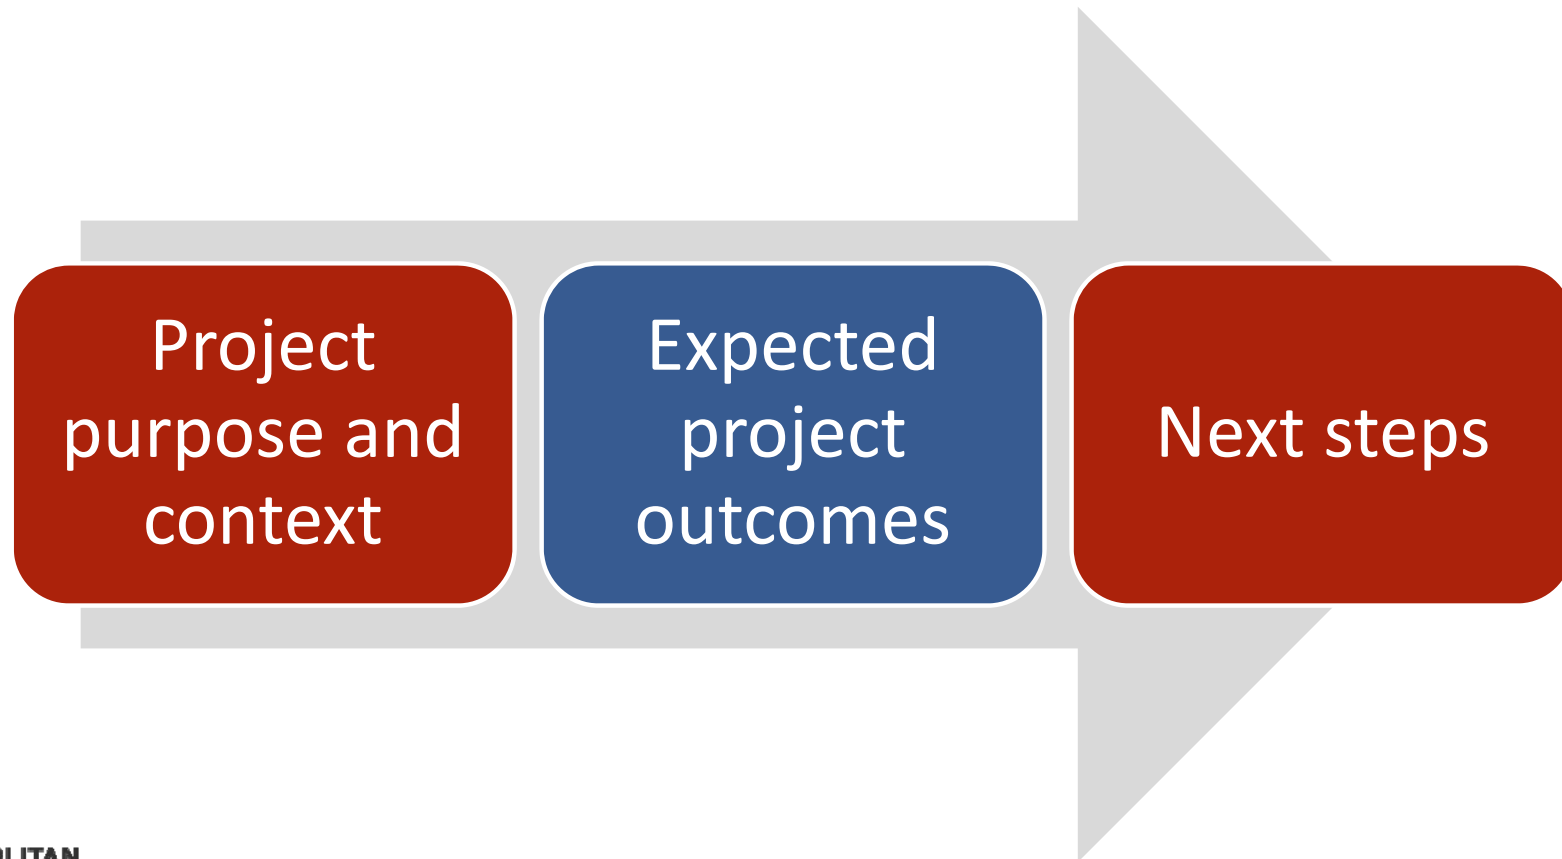 Project
purpose and
context
Expected
project
outcomes
Next steps